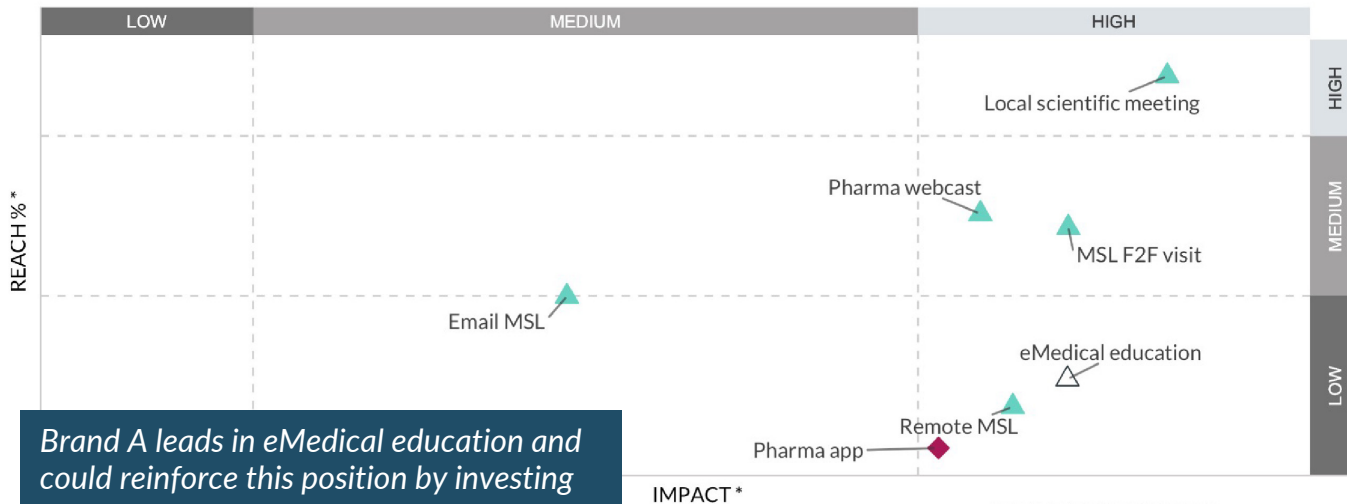 LOW
MEDIUM
HIGH
HIGH
Local scientific meeting
Pharma webcast
MEDIUM
REACH % *
MSL F2F visit
Email MSL
eMedical education
LOW
Remote MSL
Pharma app
Brand A leads in eMedical education and
could reinforce this position by investing
IMPACT *